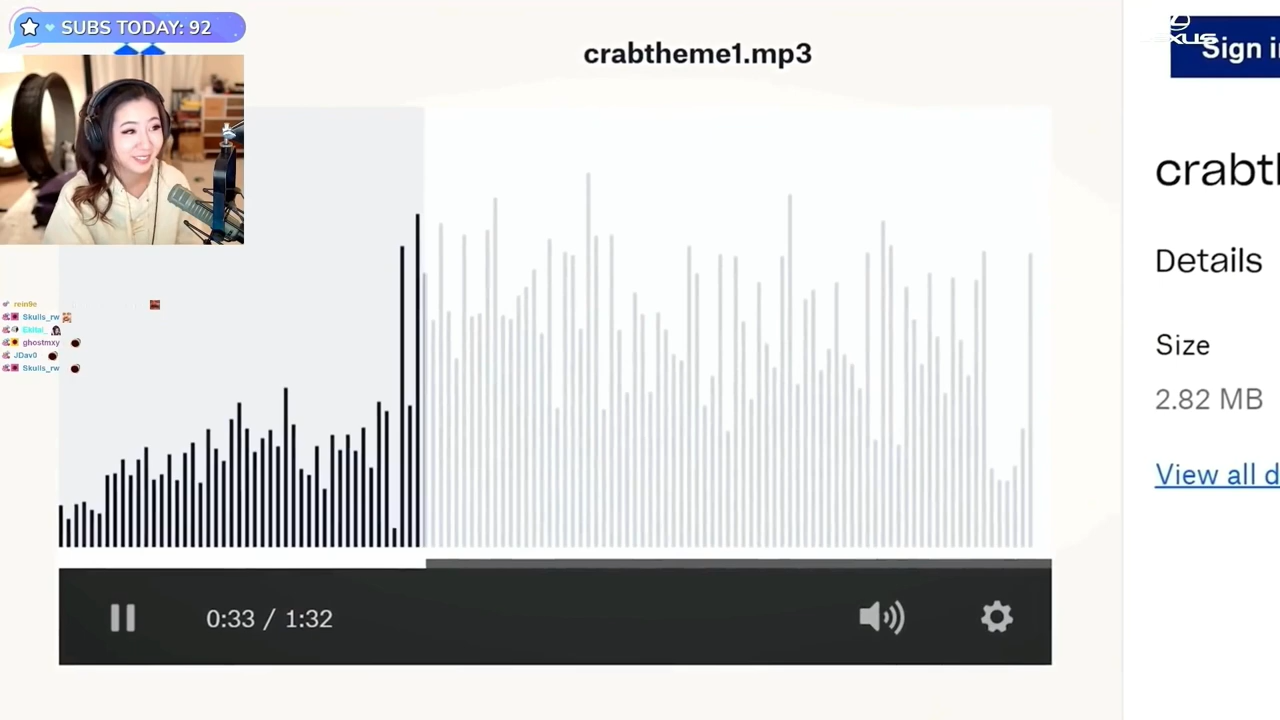 SUBS TODAY: 92
crabtheme1.mp3
LEXUS
Sign i
crabt
Details
Size
2.82 MB
View all d
rein9e
Skulls_rw
ghostmxy
JDav0
Skulls_rw
0:33 / 1:32